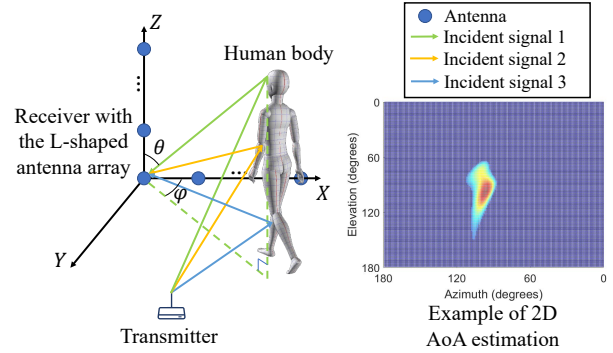 Z
Human body
Receiver with
the L-shaped
antenna array
θ
...
...
φ
X
Y
Transmitter
Antenna
Incident signal 1
Incident signal 2
Incident signal 3
Elevation (degrees)
0
60
120
180
180
120
60
0
Azimuth (degrees)
Example of 2D
AoA estimation